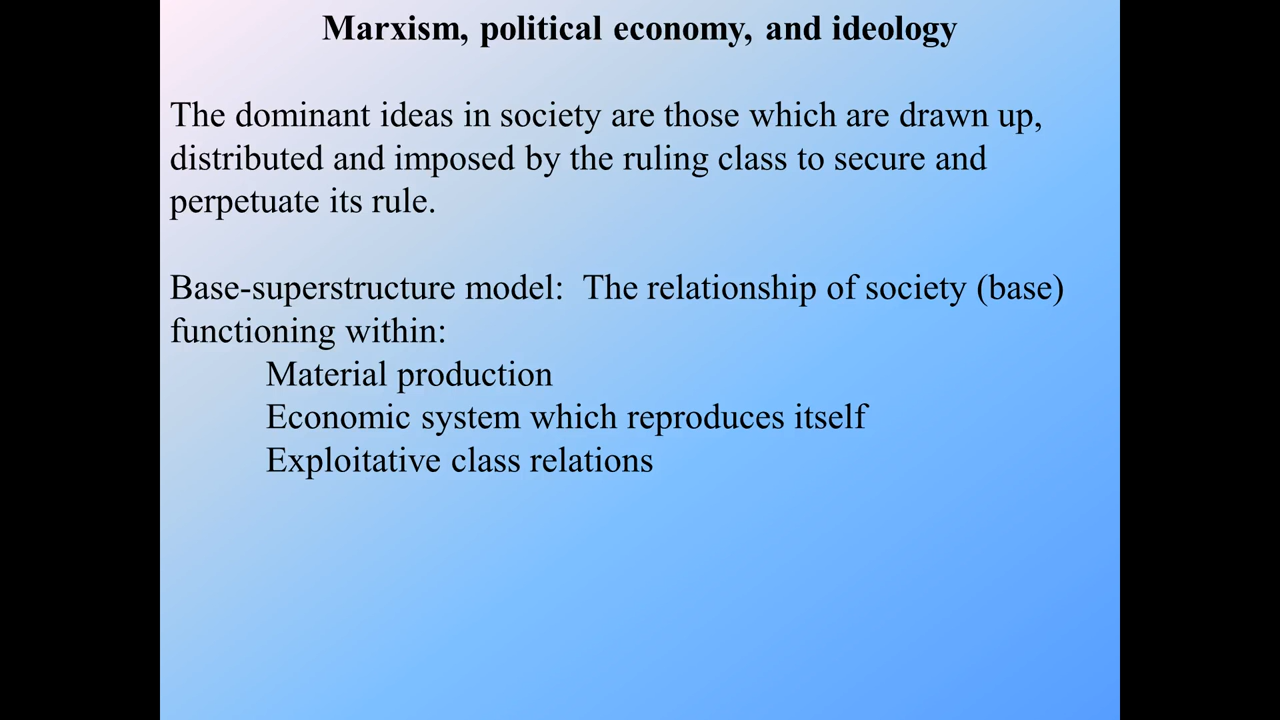 Marxism, political economy, and ideology
The dominant ideas in society are those which are drawn up,
distributed and imposed by the ruling class to secure and
perpetuate its rule.
Base-superstructure model:  The relationship of society (base)
functioning within:
Material production
Economic system which reproduces itself
Exploitative class relations